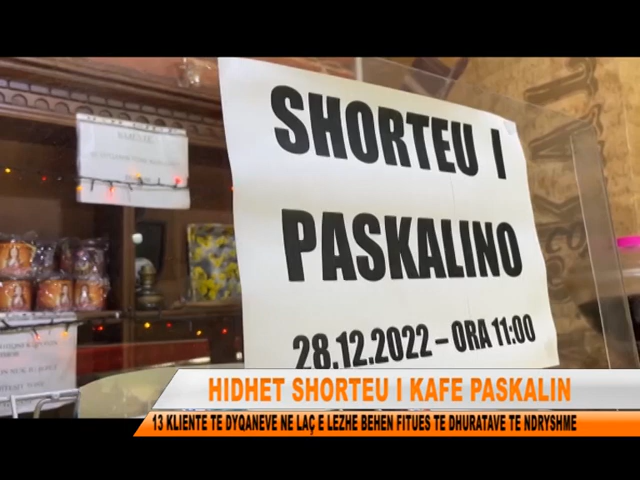 SHORTEU I
PASKALINO
28.12.2022 – ORA 11:00
HIDHET SHORTEU I KAFE PASKALIN
13 KLIENTE TE DYQANEVE NE LAÇ E LEZHE BEHEN FITUES TE DHURATAVE TE NDRYSHME